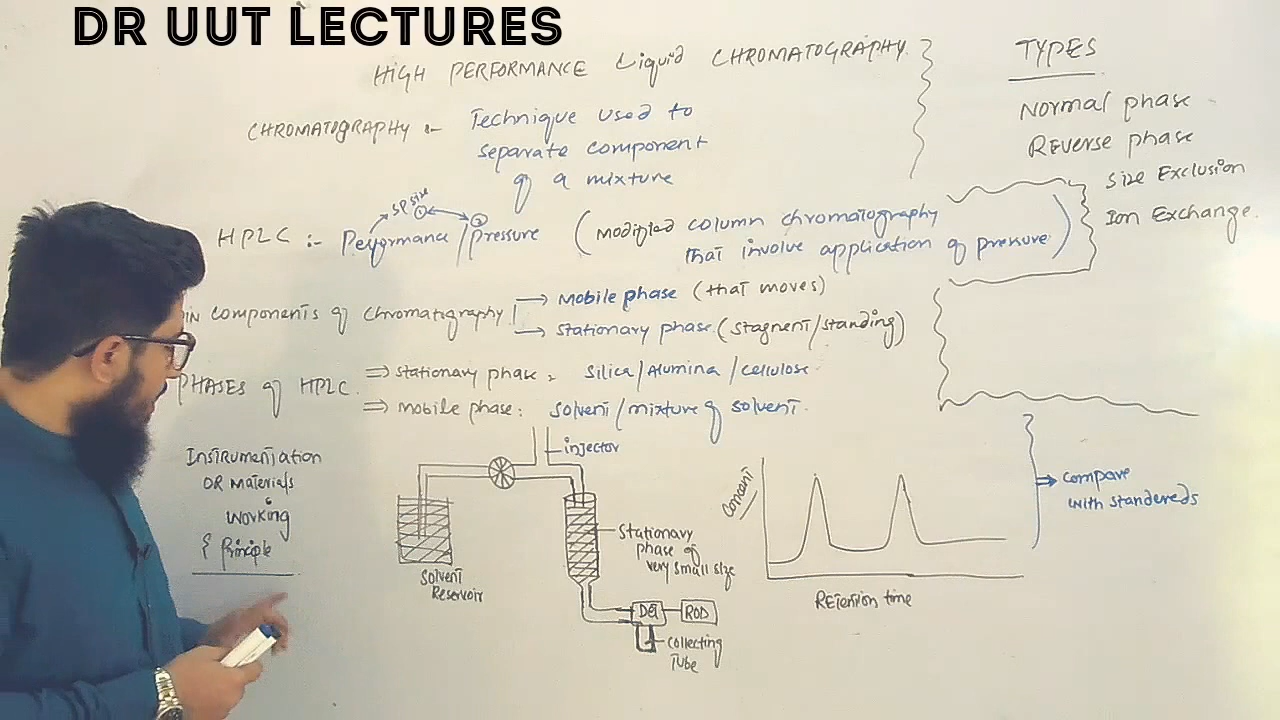 DR UUT LECTURES
HIGH PERFORMANCE Liquid CHROMATOGRAPHY.
CHROMATOGRAPHY :- Technique used to
separate component
of a mixture
SP size
HPLC :- Performance / Pressure (modified column chromatography
that involve application of pressure)
in components of chromatography
→ Mobile phase (that moves)
→ Stationary phase (stagnent/standing)
PHASES of HPLC
⇒ Stationary phase : Silica/Alumina/cellulose
⇒ mobile phase : solvent/mixture of solvent.
TYPES
Normal phase
Reverse phase
Size Exclusion
Ion Exchange.
Instrumentation
OR Materials
Working
& Principle
injector
Solvent
Reservoir
Stationary
phase of
very small size
DET
ROD
collecting
Tube
Concent
Retension time
⇒ compare
with standereds